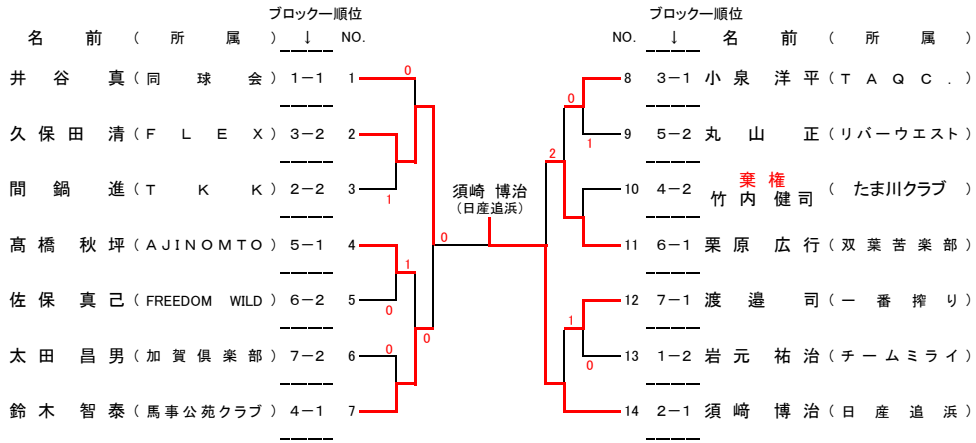 ブロック一順位 ブロック一順位
名 前 ( 所 属 ) ↓ NO. NO. ↓ 名 前 ( 所 属 )
井 谷 真 ( 同 球 会 ) 1－1 1 0 8 3－1 小 泉 洋 平 ( T A Q C . )
0
久 保 田 清 ( F L E X ) 3－2 2 9 5－2 丸 山 正 ( リバーウエスト )
1
2
間 鍋 進 ( T K K ) 2－2 3 10 4－2 棄 権 竹 内 健 司 ( たま川クラブ )
1
須崎 博治
(日産追浜)
髙 橋 秋 坪 ( AJINOMTO ) 5－1 4 0 11 6－1 栗 原 広 行 ( 双 葉 苦 楽 部 )
1
佐 保 真 己 ( FREEDOM WILD ) 6－2 5 12 7－1 渡 邉 司 ( 一 番 搾 り )
0 1
0
太 田 昌 男 ( 加 賀 倶 楽 部 ) 7－2 6 0 13 1－2 岩 元 祐 治 ( チームミライ )
0
鈴 木 智 泰 ( 馬事公苑クラブ ) 4－1 7 14 2－1 須 﨑 博 治 ( 日 産 追 浜 )